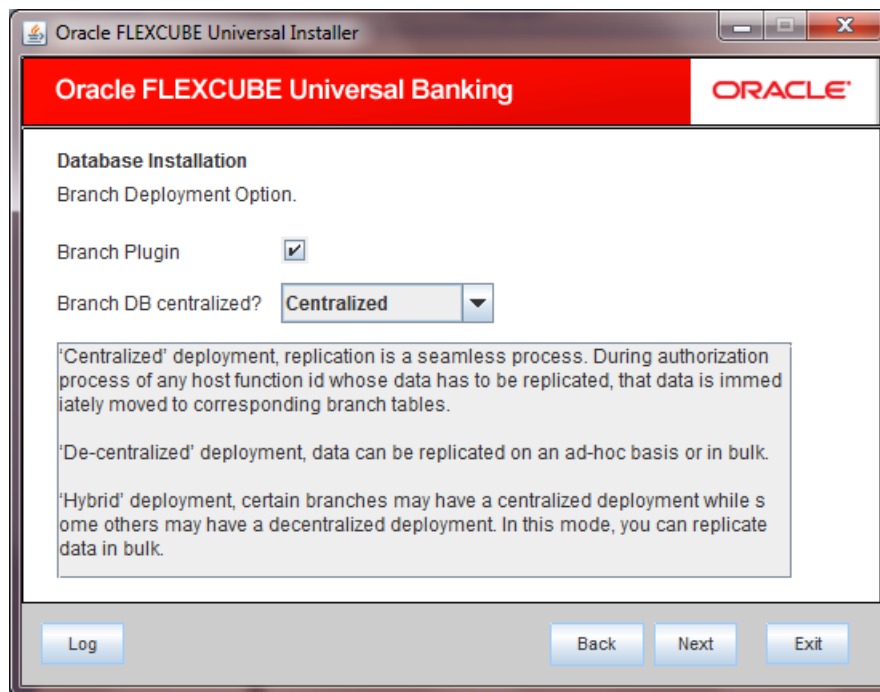 Oracle FLEXCUBE Universal Installer
Oracle FLEXCUBE Universal Banking
ORACLE®
Database Installation
Branch Deployment Option.
Branch Plugin
Branch DB centralized? Centralized
'Centralized' deployment, replication is a seamless process. During authorization
process of any host function id whose data has to be replicated, that data is immed
iately moved to corresponding branch tables.
'De-centralized' deployment, data can be replicated on an ad-hoc basis or in bulk.
'Hybrid' deployment, certain branches may have a centralized deployment while s
ome others may have a decentralized deployment. In this mode, you can replicate
data in bulk.
Log Back Next Exit